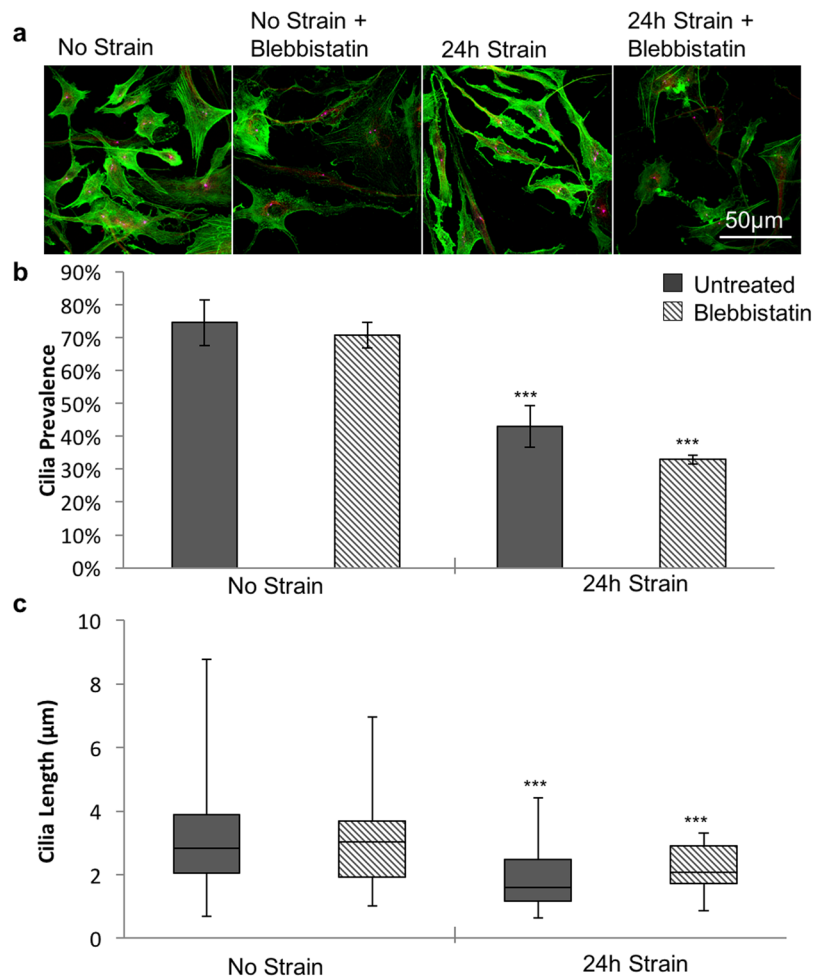 a
No Strain
No Strain +
Blebbistatin
24h Strain
24h Strain +
Blebbistatin
50µm
b
90%
80%
70%
60%
50%
40%
30%
20%
10%
0%
Cilia Prevalence
Untreated
Blebbistatin
***
***
No Strain
24h Strain
c
10
8
6
4
2
0
Cilia Length (µm)
***
***
No Strain
24h Strain